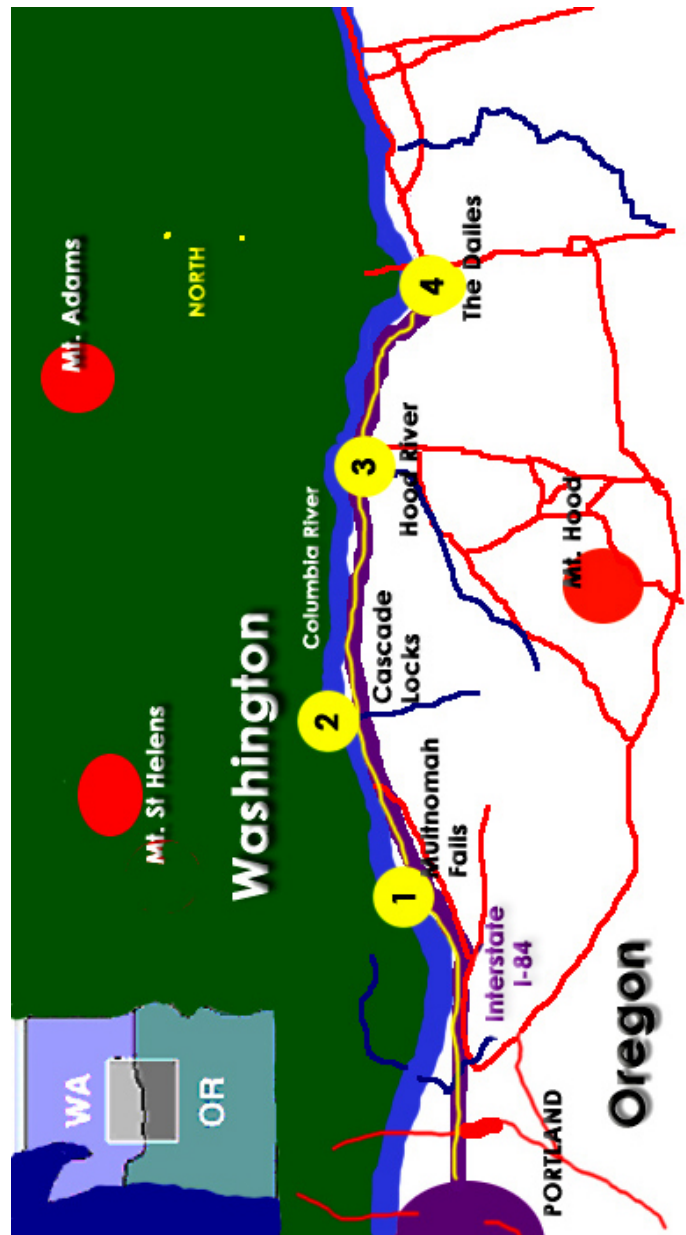 WA
OR
Mt. St Helens
Mt. Adams
NORTH
Washington
Columbia River
1
2
3
4
Multnomah
Falls
Cascade
Locks
Hood River
The Dalles
Interstate
I-84
Mt. Hood
PORTLAND
Oregon